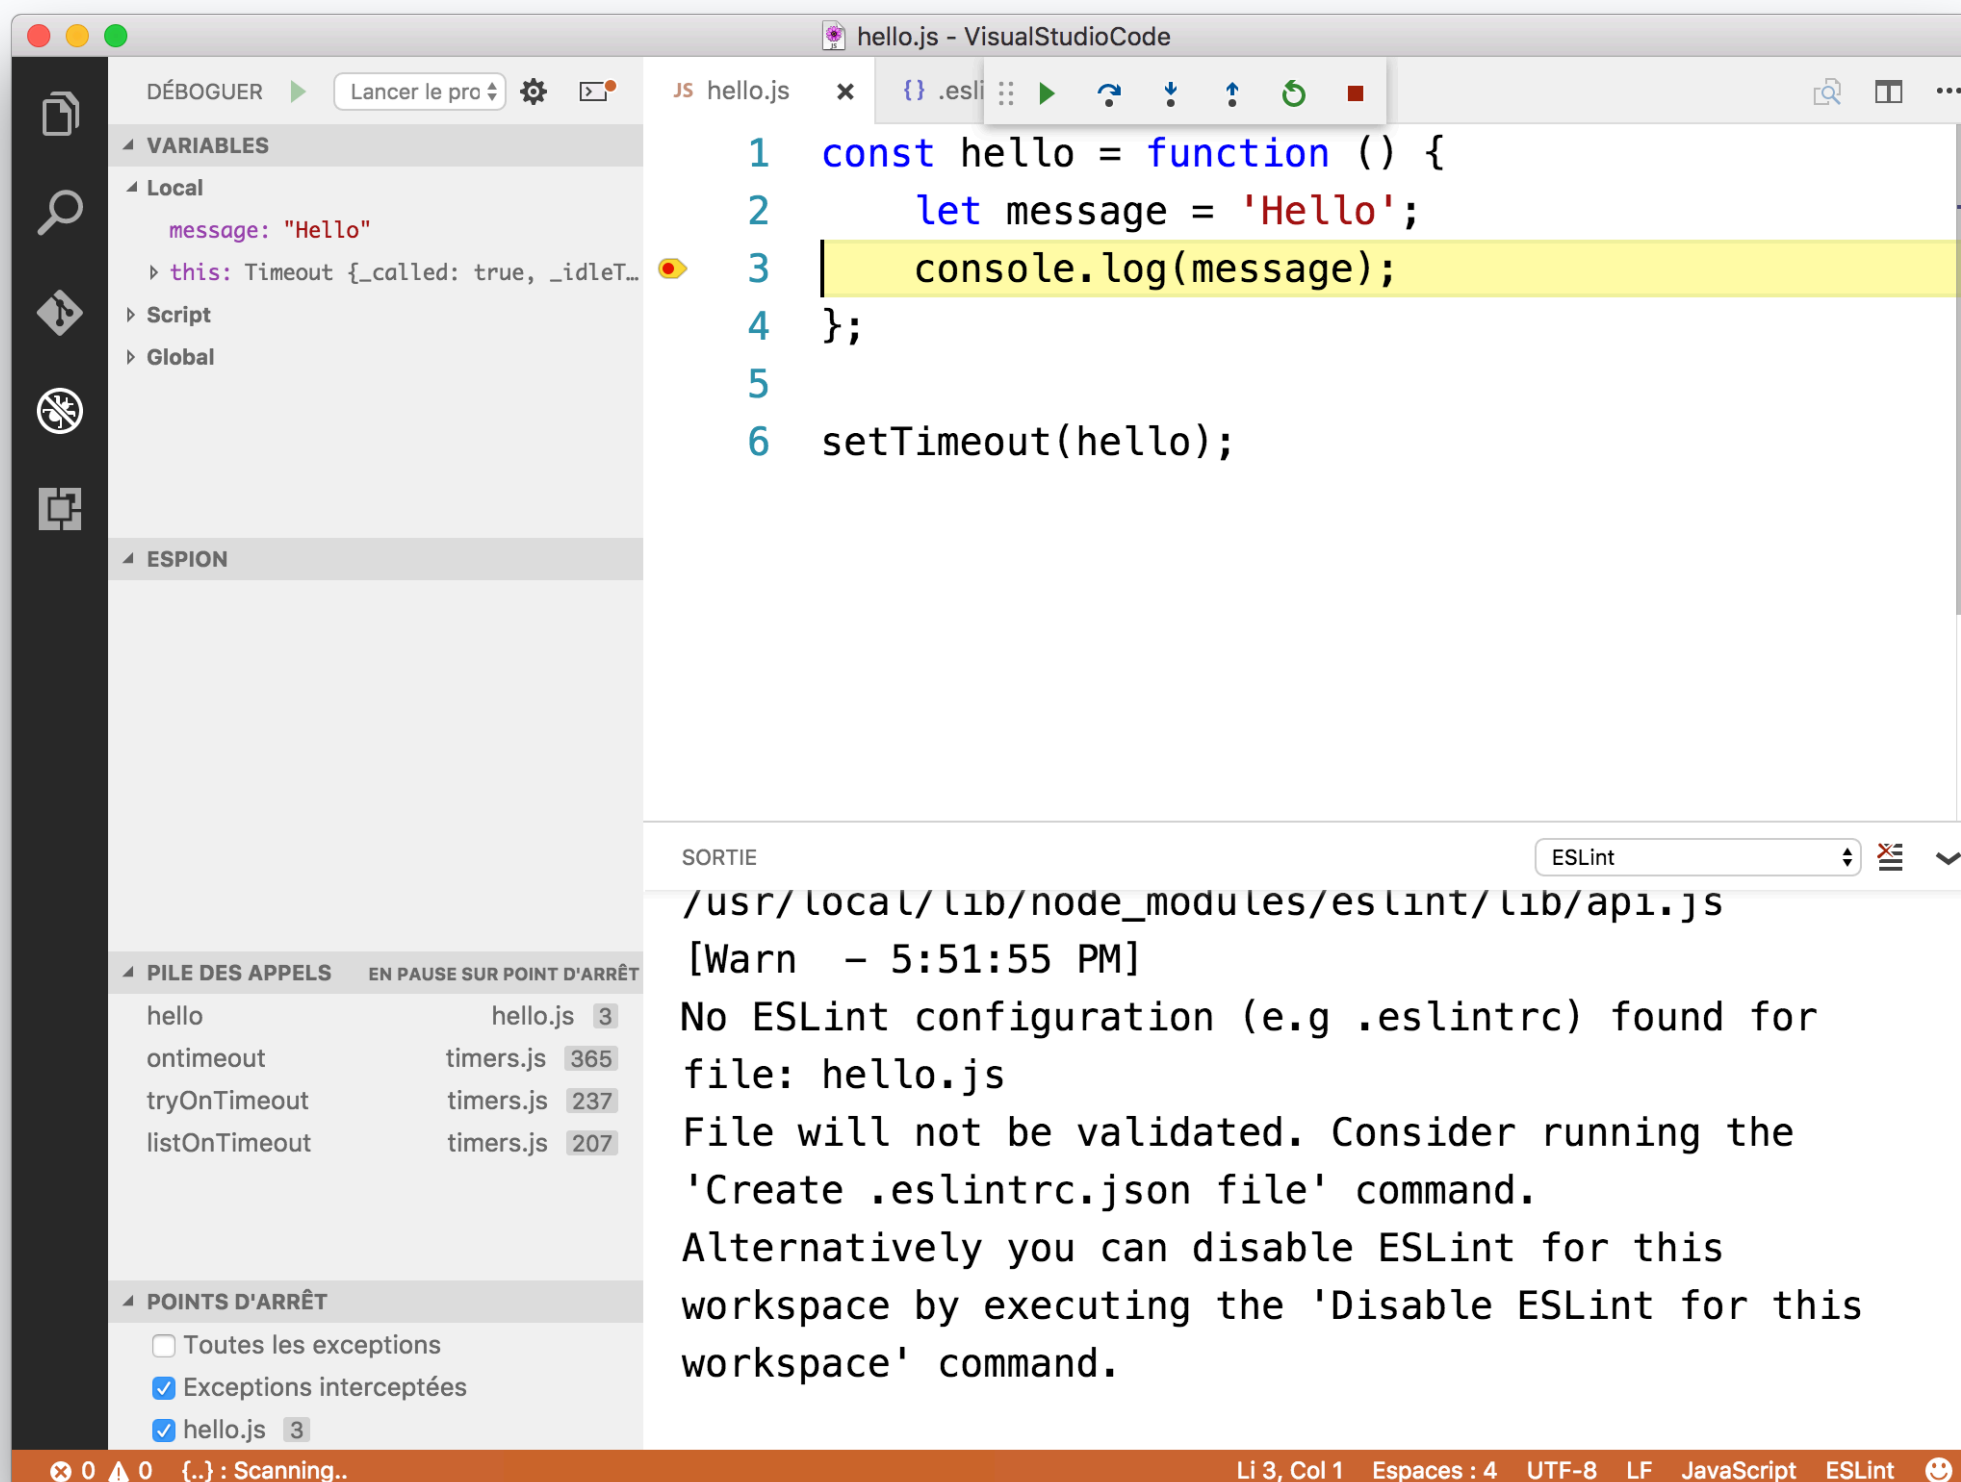 hello.js - VisualStudioCode
DÉBOGUER Lancer le pro
JS hello.js {} .esli
VARIABLES
Local
message: "Hello"
this: Timeout {_called: true, _idleT…
Script
Global
ESPION
PILE DES APPELS EN PAUSE SUR POINT D'ARRÊT
hello hello.js 3
ontimeout timers.js 365
tryOnTimeout timers.js 237
listOnTimeout timers.js 207
POINTS D'ARRÊT
Toutes les exceptions
Exceptions interceptées
hello.js 3
1 const hello = function () {
2 let message = 'Hello';
3 console.log(message);
4 };
5
6 setTimeout(hello);
SORTIE ESLint
/usr/local/lib/node_modules/eslint/lib/api.js
[Warn  - 5:51:55 PM]
No ESLint configuration (e.g .eslintrc) found for
file: hello.js
File will not be validated. Consider running the
'Create .eslintrc.json file' command.
Alternatively you can disable ESLint for this
workspace by executing the 'Disable ESLint for this
workspace' command.
0 0 {..} : Scanning.. Li 3, Col 1 Espaces : 4 UTF-8 LF JavaScript ESLint